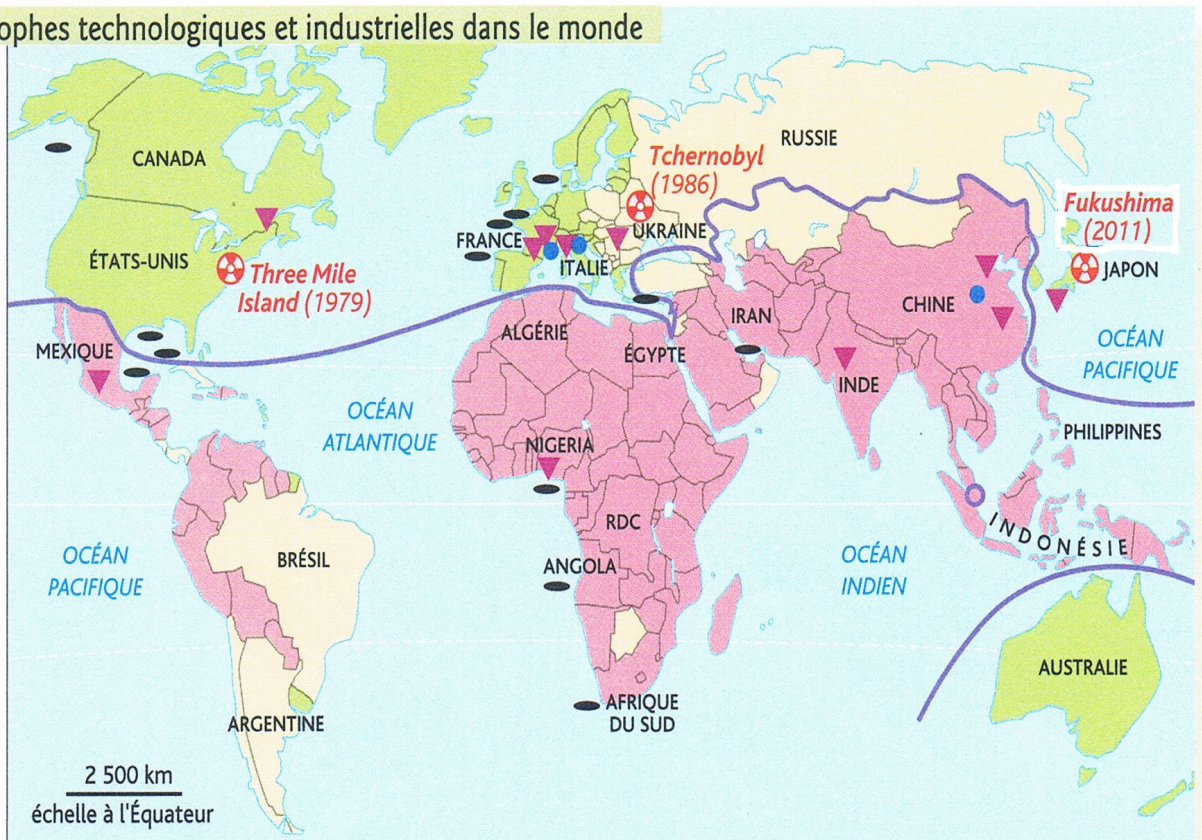 ophes technologiques et industrielles dans le monde
RUSSIE
CANADA
Tchernobyl
(1986)
Fukushima
(2011)
UKRAINE
FRANCE
ÉTATS-UNIS
ITALIE
Three Mile
Island (1979)
JAPON
CHINE
IRAN
ALGÉRIE
MEXIQUE
ÉGYPTE
OCÉAN
PACIFIQUE
INDE
OCÉAN
ATLANTIQUE
PHILIPPINES
NIGERIA
RDC
INDONÉSIE
OCÉAN
PACIFIQUE
BRÉSIL
ANGOLA
OCÉAN
INDIEN
AUSTRALIE
AFRIQUE
DU SUD
ARGENTINE
2 500 km
échelle à l'Équateur